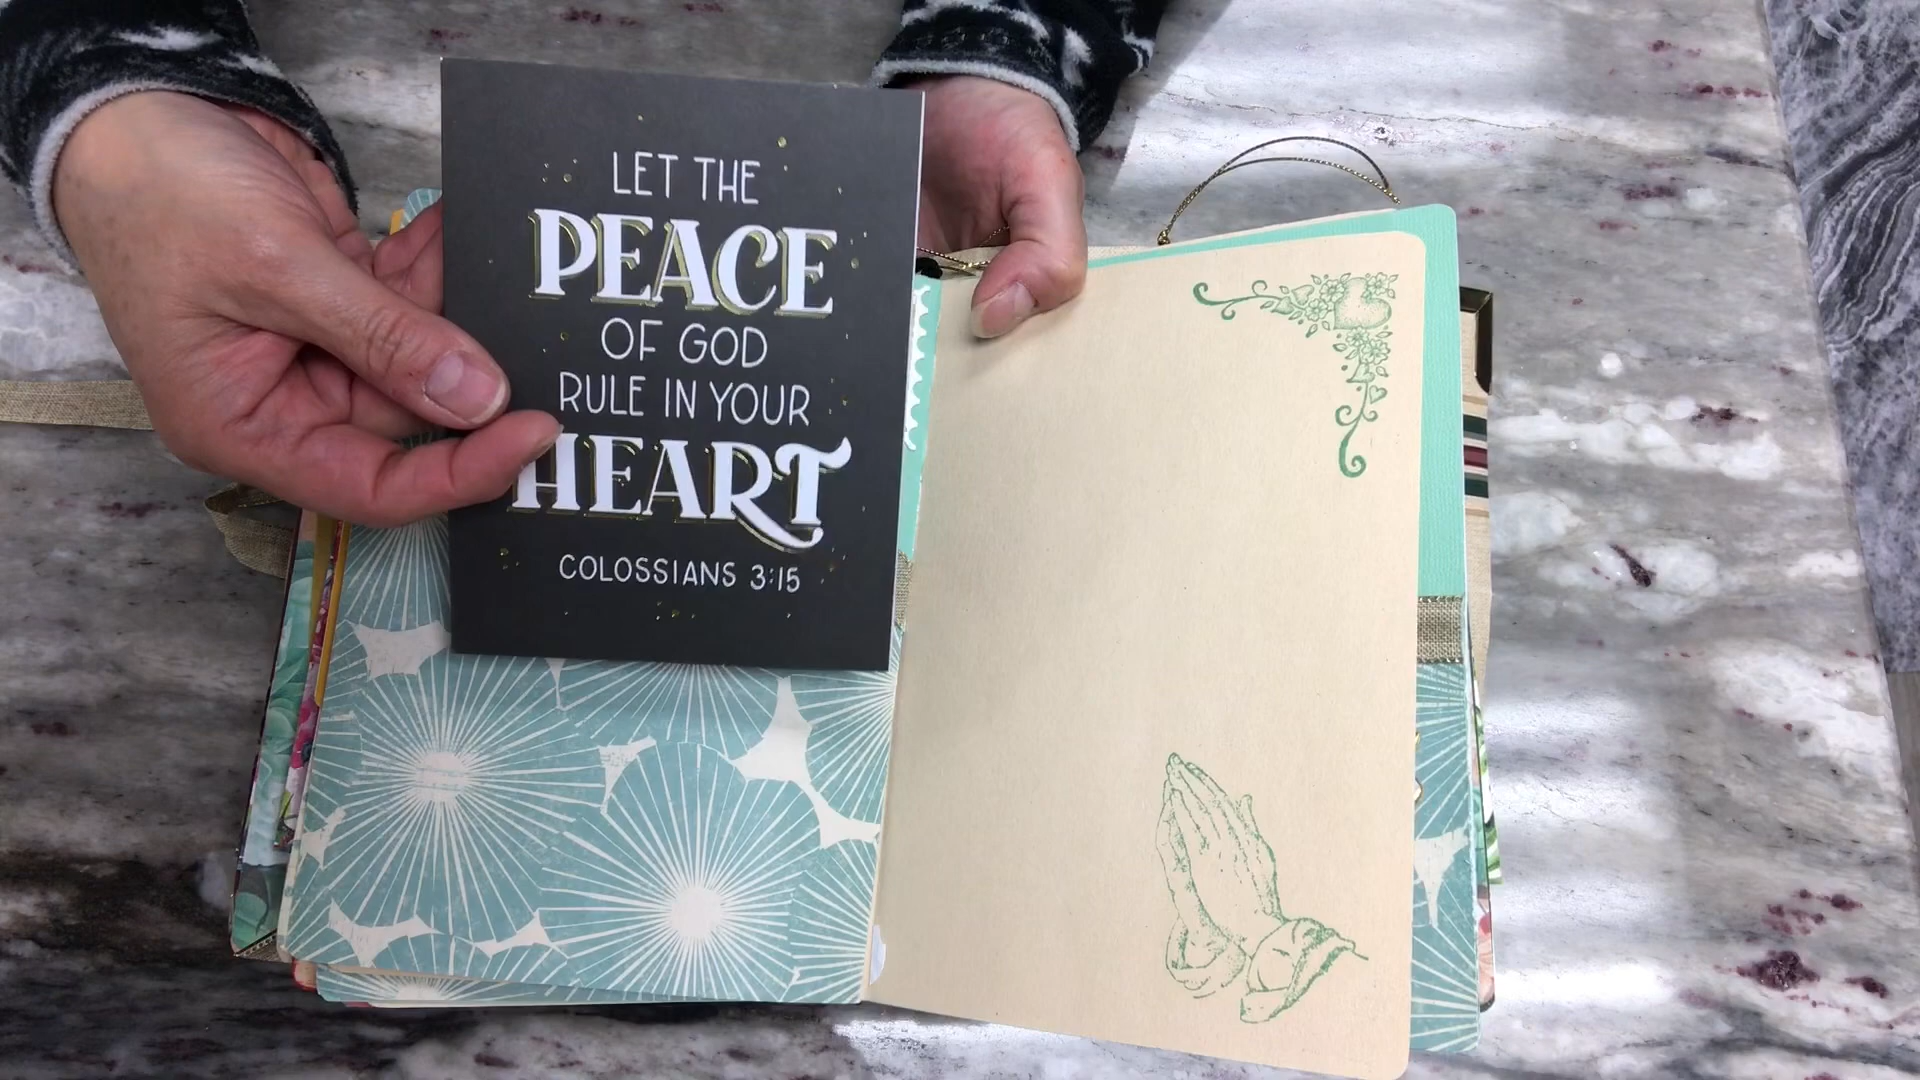 LET THE
PEACE
OF GOD
RULE IN YOUR
HEART
COLOSSIANS 3:15